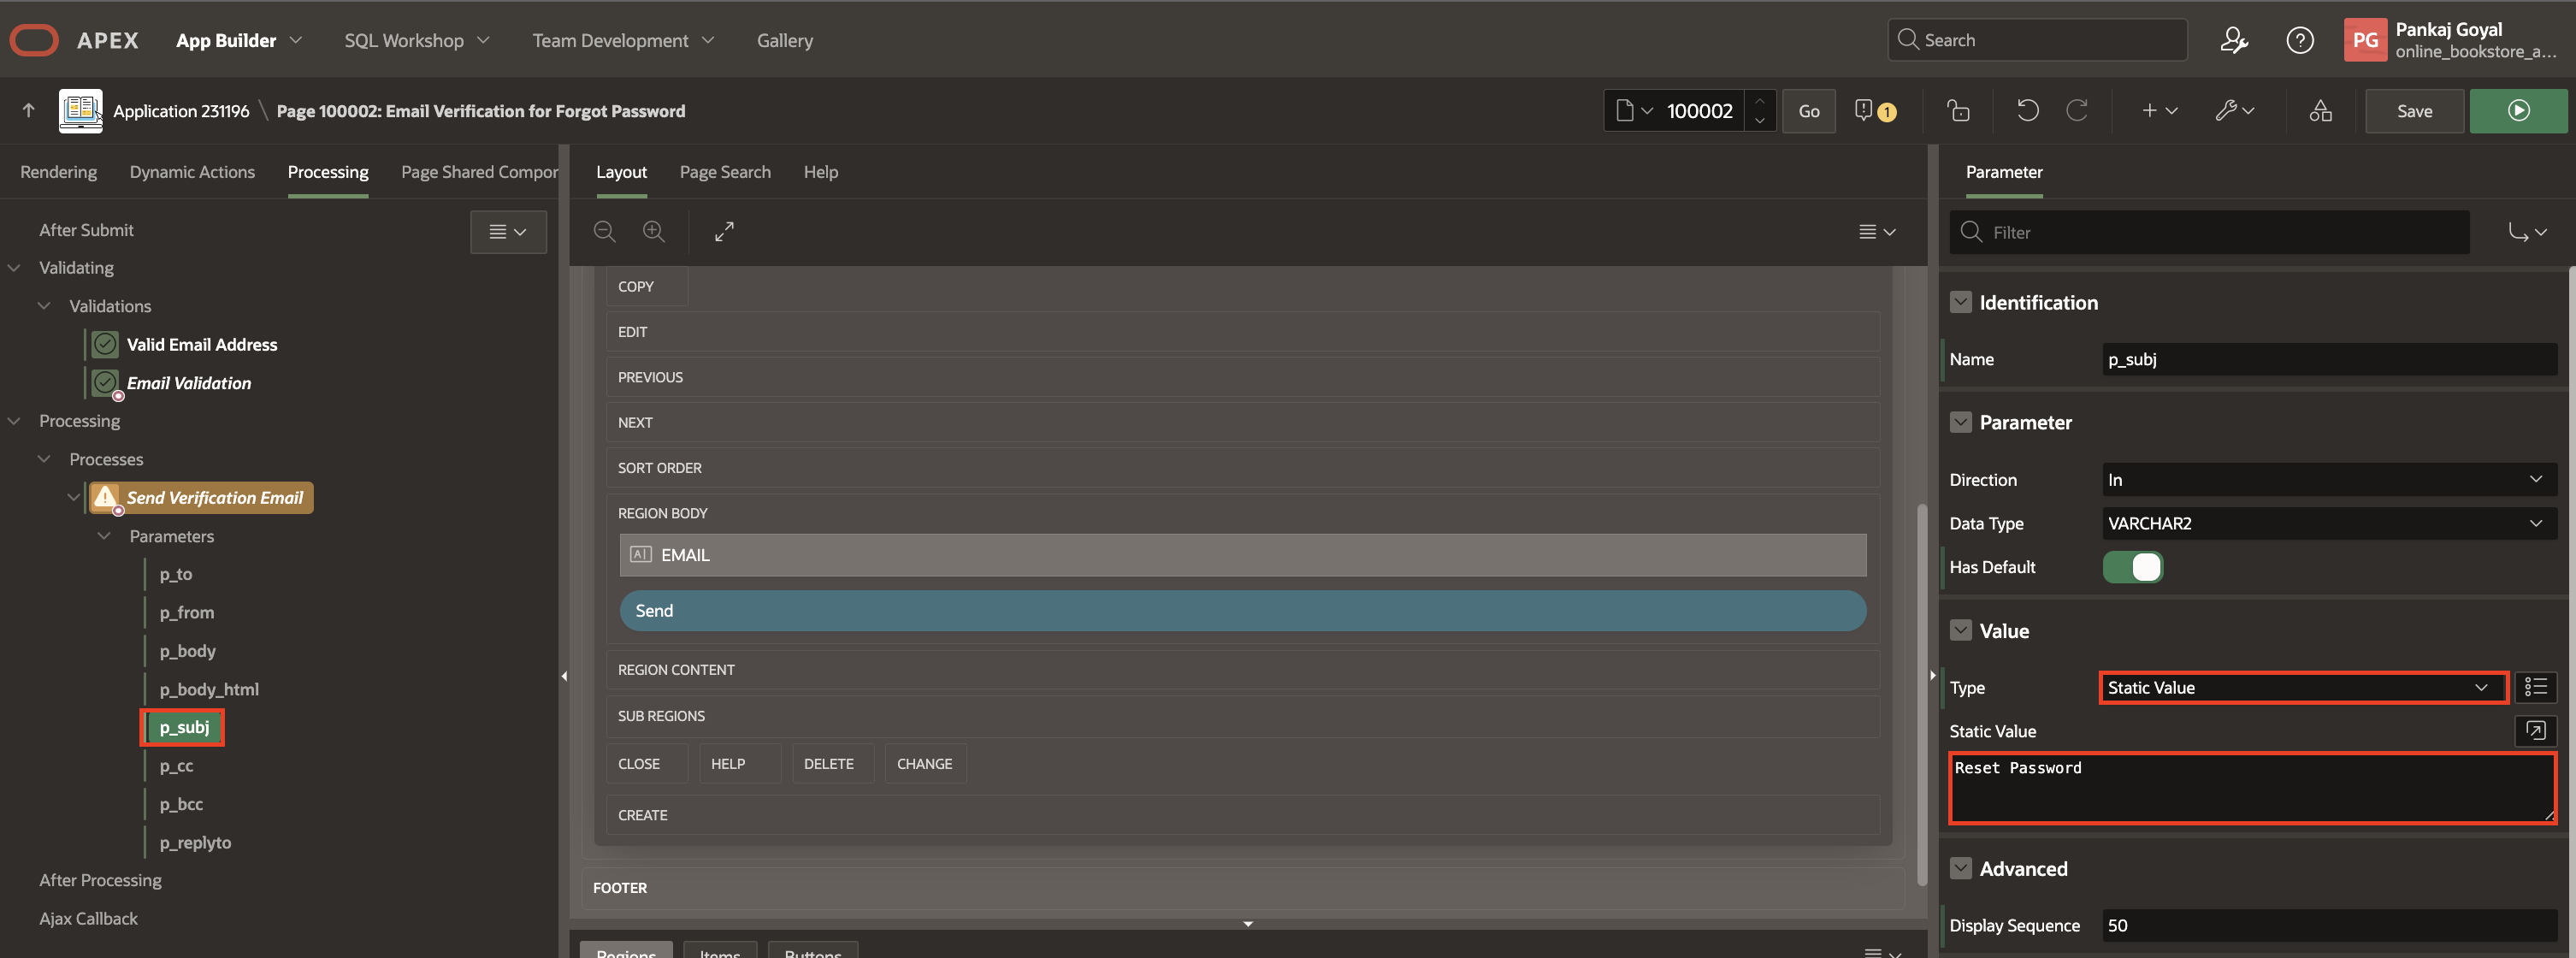 APEX App Builder SQL Workshop Team Development Gallery Search PG Pankaj Goyal
online_bookstore_a...
Application 231196 \ Page 100002: Email Verification for Forgot Password 100002 Go 1 Save
Rendering Dynamic Actions Processing Page Shared Compor
After Submit
Validating
Validations
Valid Email Address
Email Validation
Processing
Processes
Send Verification Email
Parameters
p_to
p_from
p_body
p_body_html
p_subj
p_cc
p_bcc
p_replyto
After Processing
Ajax Callback
Layout Page Search Help
COPY
EDIT
PREVIOUS
NEXT
SORT ORDER
REGION BODY
A| EMAIL
Send
REGION CONTENT
SUB REGIONS
CLOSE HELP DELETE CHANGE
CREATE
FOOTER
Regions Items Buttons
Parameter
Filter
Identification
Name p_subj
Parameter
Direction In
Data Type VARCHAR2
Has Default
Value
Type Static Value
Static Value
Reset Password
Advanced
Display Sequence 50